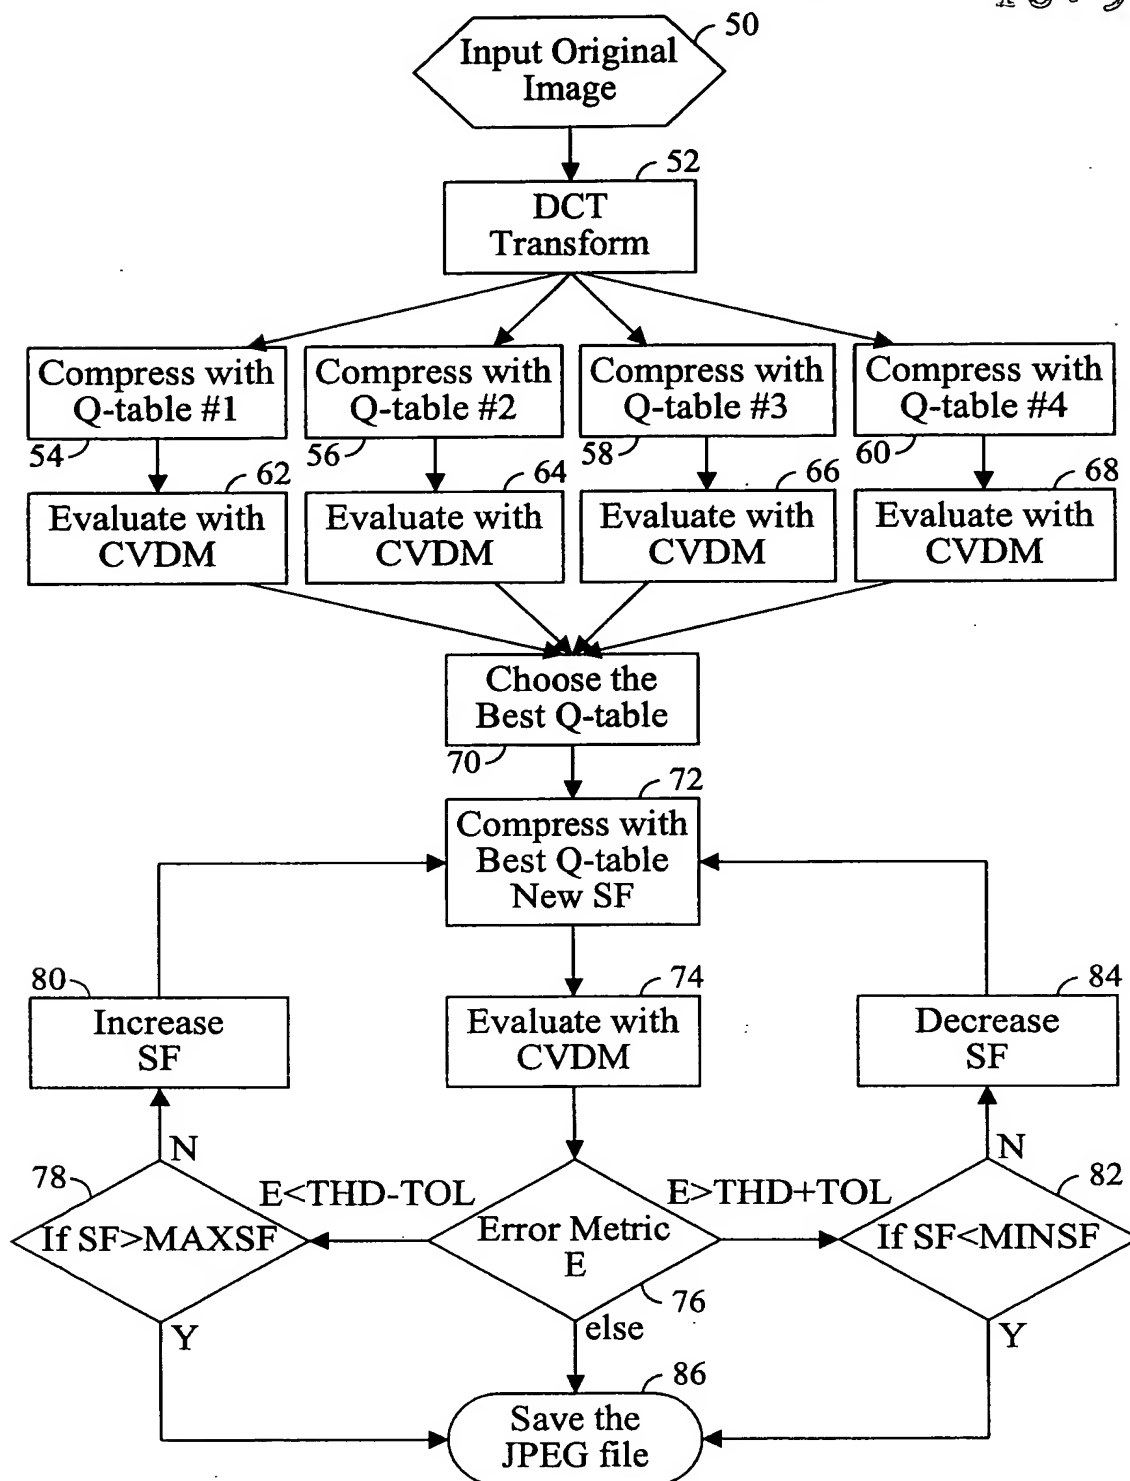 50
Input Original
Image
52
DCT
Transform
Compress with
Q-table #1
54
Compress with
Q-table #2
56
Compress with
Q-table #3
58
Compress with
Q-table #4
60
62
Evaluate with
CVDM
64
Evaluate with
CVDM
66
Evaluate with
CVDM
68
Evaluate with
CVDM
Choose the
Best Q-table
70
72
Compress with
Best Q-table
New SF
80
Increase
SF
74
Evaluate with
CVDM
84
Decrease
SF
N
78
If SF>MAXSF
Y
E<THD-TOL
Error Metric
E
76
else
E>THD+TOL
N
82
If SF<MINSF
Y
86
Save the
JPEG file